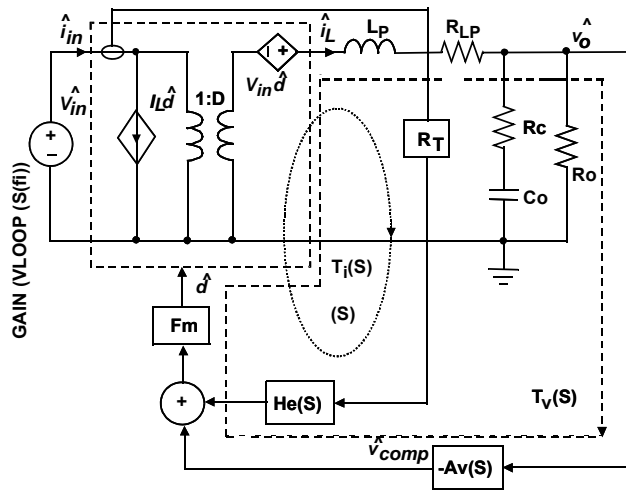 î_in
î_L
L_P
R_LP
v̂_o
+
V̂_in
I_L d̂
1:D
V_in d̂
R_T
Rc
Ro
Co
+
−
T_i(S)
(S)
GAIN (VLOOP (S(fi))
d̂
Fm
+
He(S)
T_V(S)
v̂_comp
-Av(S)